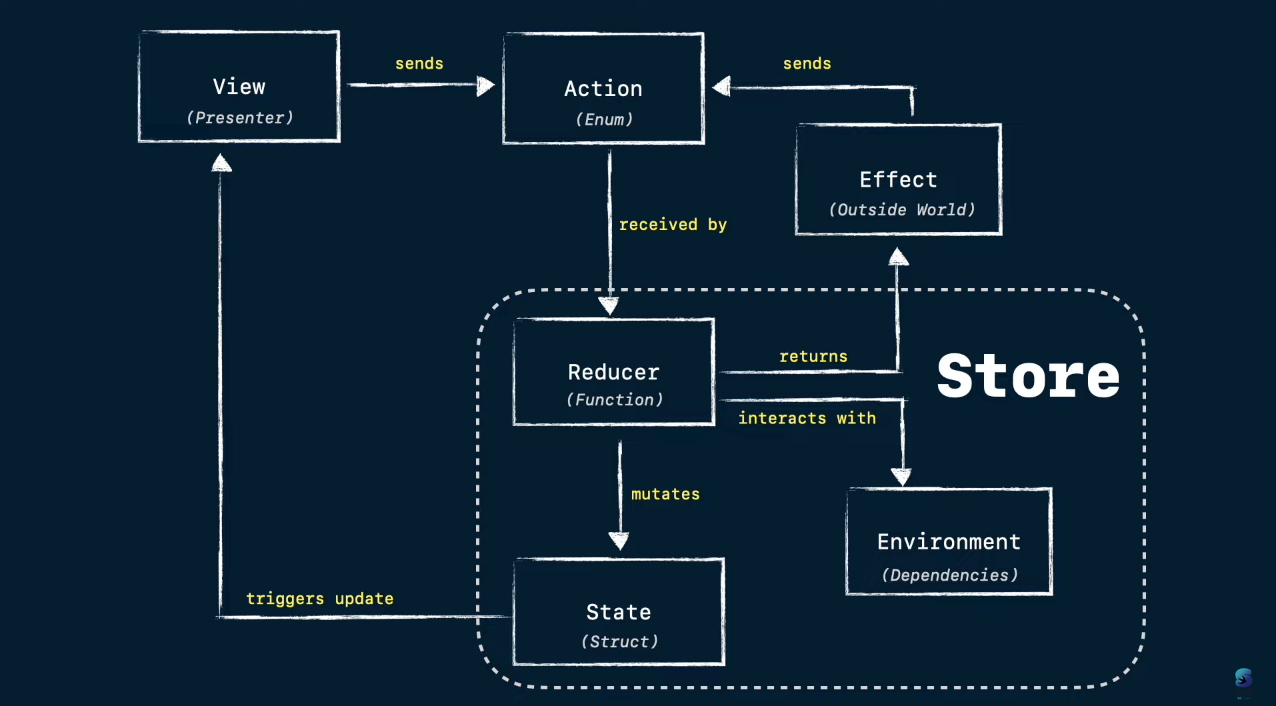 View
(Presenter)
sends
Action
(Enum)
sends
Effect
(Outside World)
received by
Reducer
(Function)
returns
interacts with
Store
mutates
Environment
(Dependencies)
triggers update
State
(Struct)